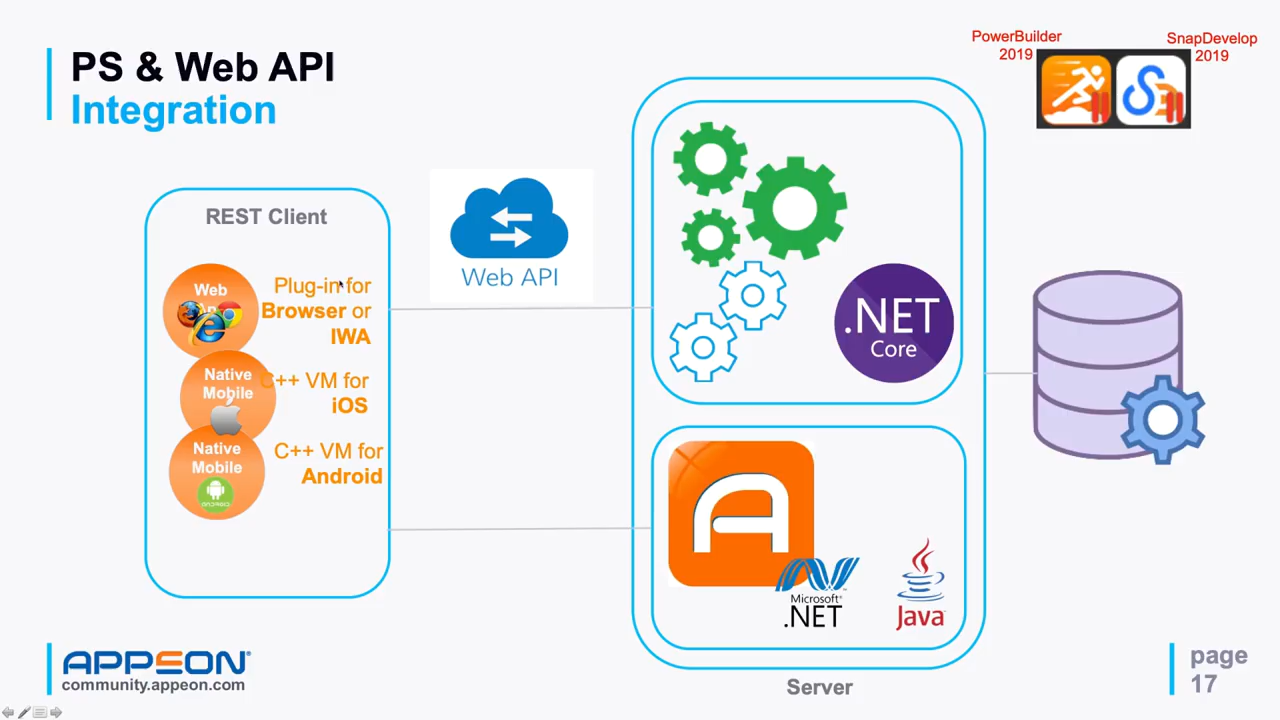 PS & Web API
Integration
PowerBuilder
2019
SnapDevelop
2019
REST Client
Web
Plug-in for
Browser or
IWA
Native
Mobile
C++ VM for
iOS
Native
Mobile
ANDROID
C++ VM for
Android
Web API
.NET
Core
Microsoft®
.NET
Java
Server
APPEON®
community.appeon.com
page
17